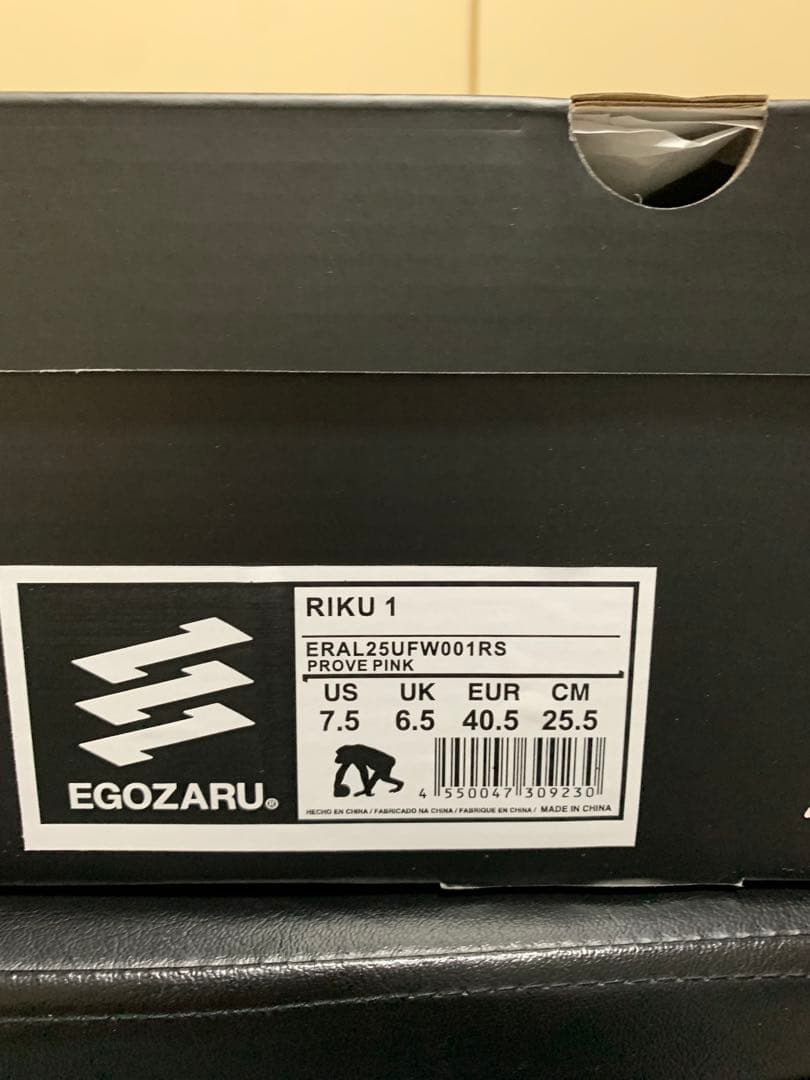 RIKU 1
ERAL25UFW001RS
PROVE PINK
US UK EUR CM
7.5 6.5 40.5 25.5
4 550047 309230
HECHO EN CHINA / FABRICADO NA CHINA / FABRIQUE EN CHINA / MADE IN CHINA
EGOZARU®